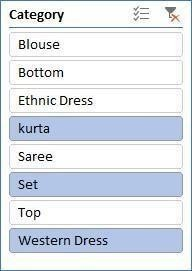 Category
Blouse
Bottom
Ethnic Dress
kurta
Saree
Set
Top
Western Dress